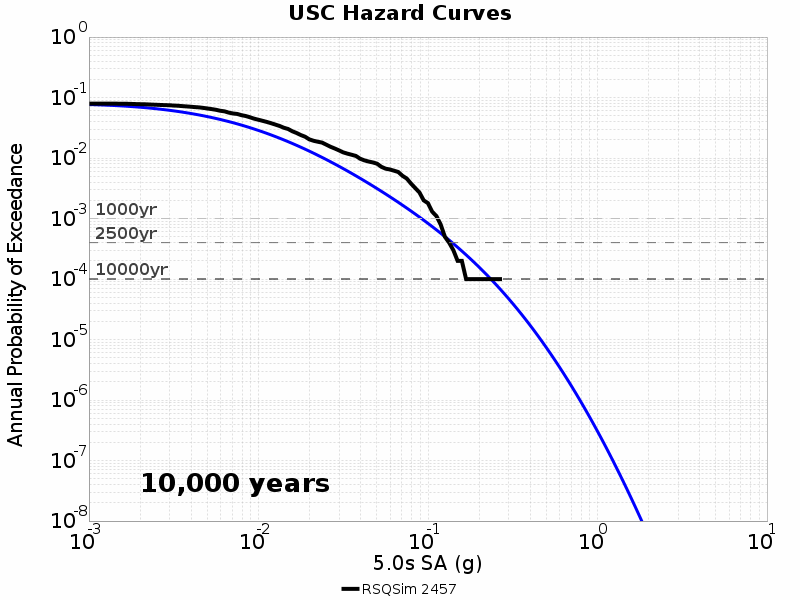 USC Hazard Curves
Annual Probability of Exceedance
10^0
10^-1
10^-2
10^-3
10^-4
10^-5
10^-6
10^-7
10^-8
1000yr
2500yr
10000yr
10,000 years
10^-3 10^-2 10^-1 10^0 10^1
5.0s SA (g)
RSQSim 2457